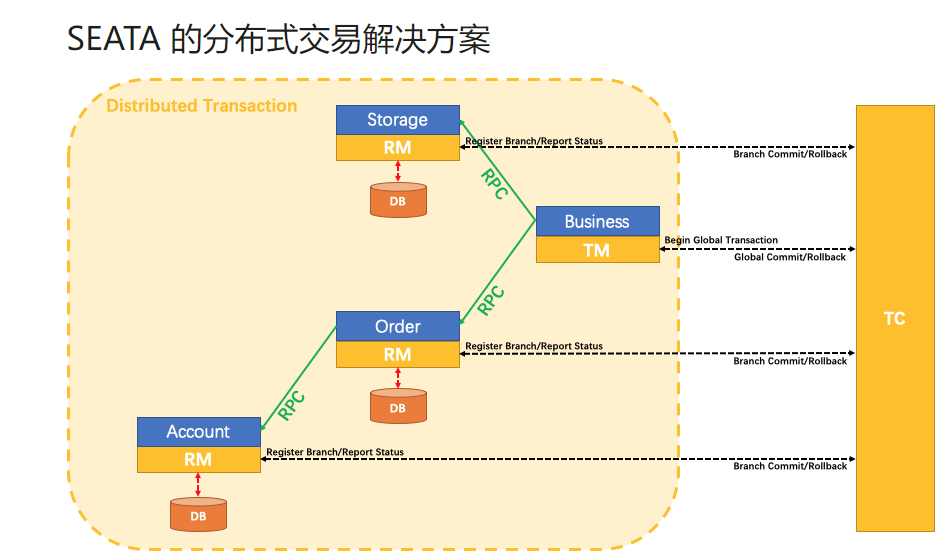 SEATA 的分布式交易解决方案
Distributed Transaction
Storage
RM
DB
Register Branch/Report Status
Branch Commit/Rollback
RPC
Business
TM
Begin Global Transaction
Global Commit/Rollback
RPC
Order
RM
DB
Register Branch/Report Status
Branch Commit/Rollback
TC
RPC
Account
RM
DB
Register Branch/Report Status
Branch Commit/Rollback